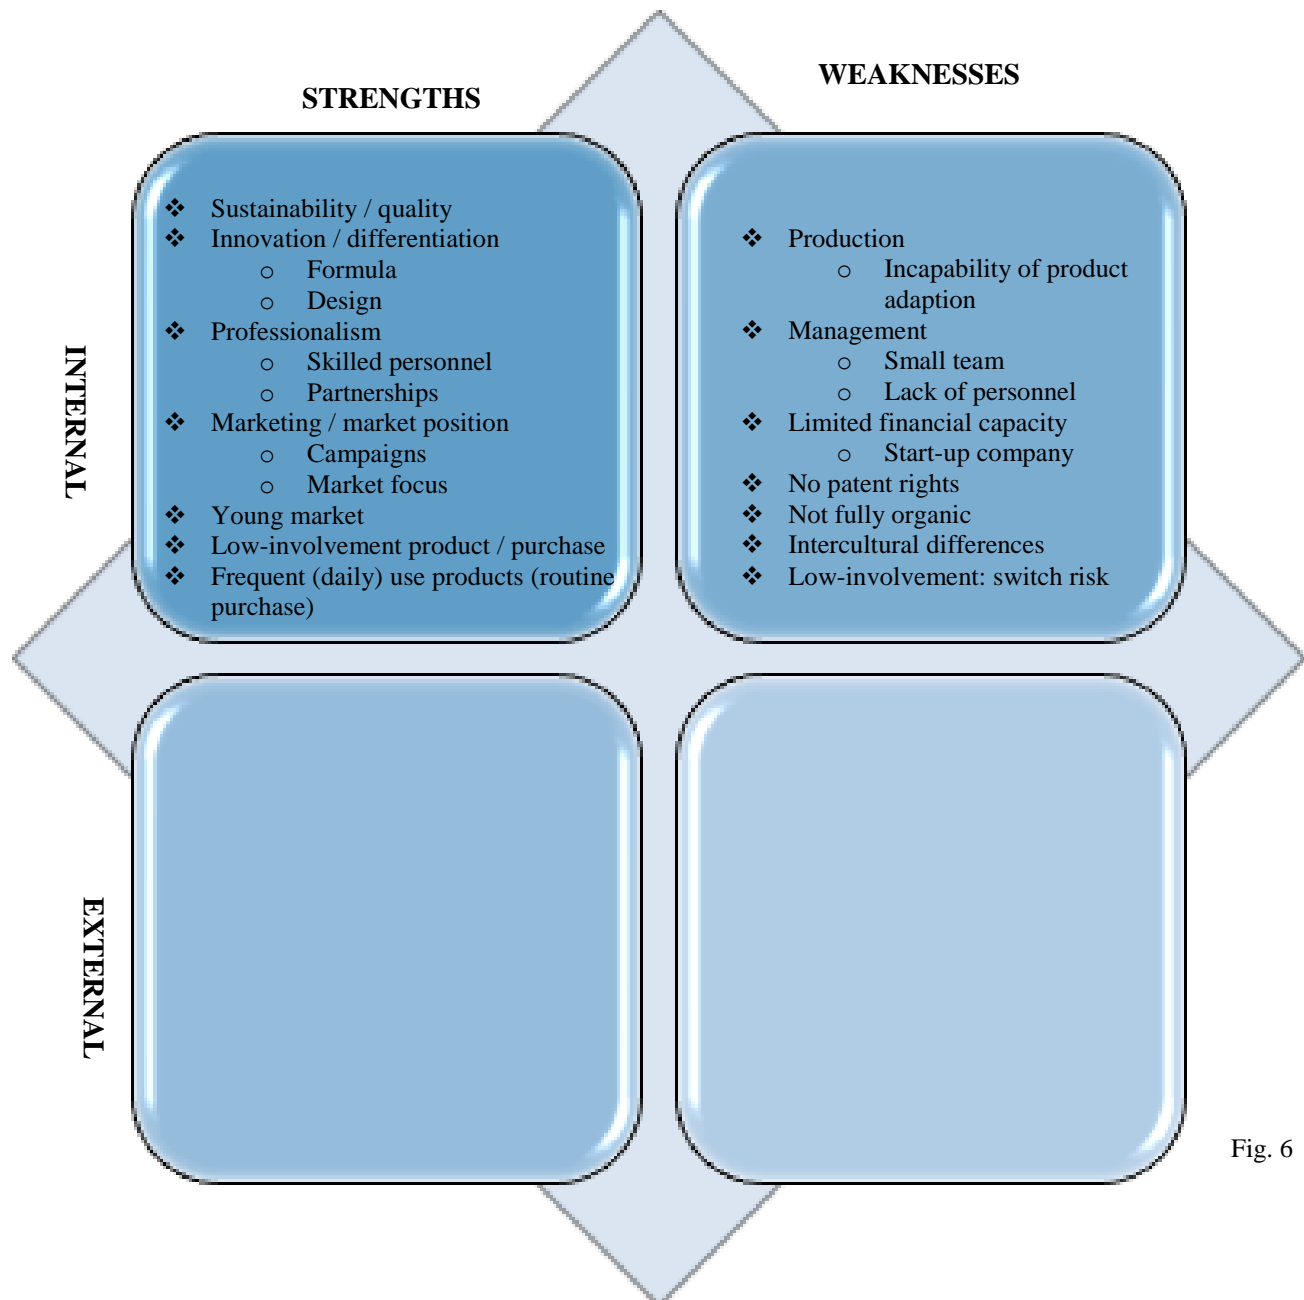 STRENGTHS
WEAKNESSES
INTERNAL
❖ Sustainability / quality
❖ Innovation / differentiation
o Formula
o Design
❖ Professionalism
o Skilled personnel
o Partnerships
❖ Marketing / market position
o Campaigns
o Market focus
❖ Young market
❖ Low-involvement product / purchase
❖ Frequent (daily) use products (routine
purchase)
❖ Production
o Incapability of product
adaption
❖ Management
o Small team
o Lack of personnel
❖ Limited financial capacity
o Start-up company
❖ No patent rights
❖ Not fully organic
❖ Intercultural differences
❖ Low-involvement: switch risk
EXTERNAL
Fig. 6